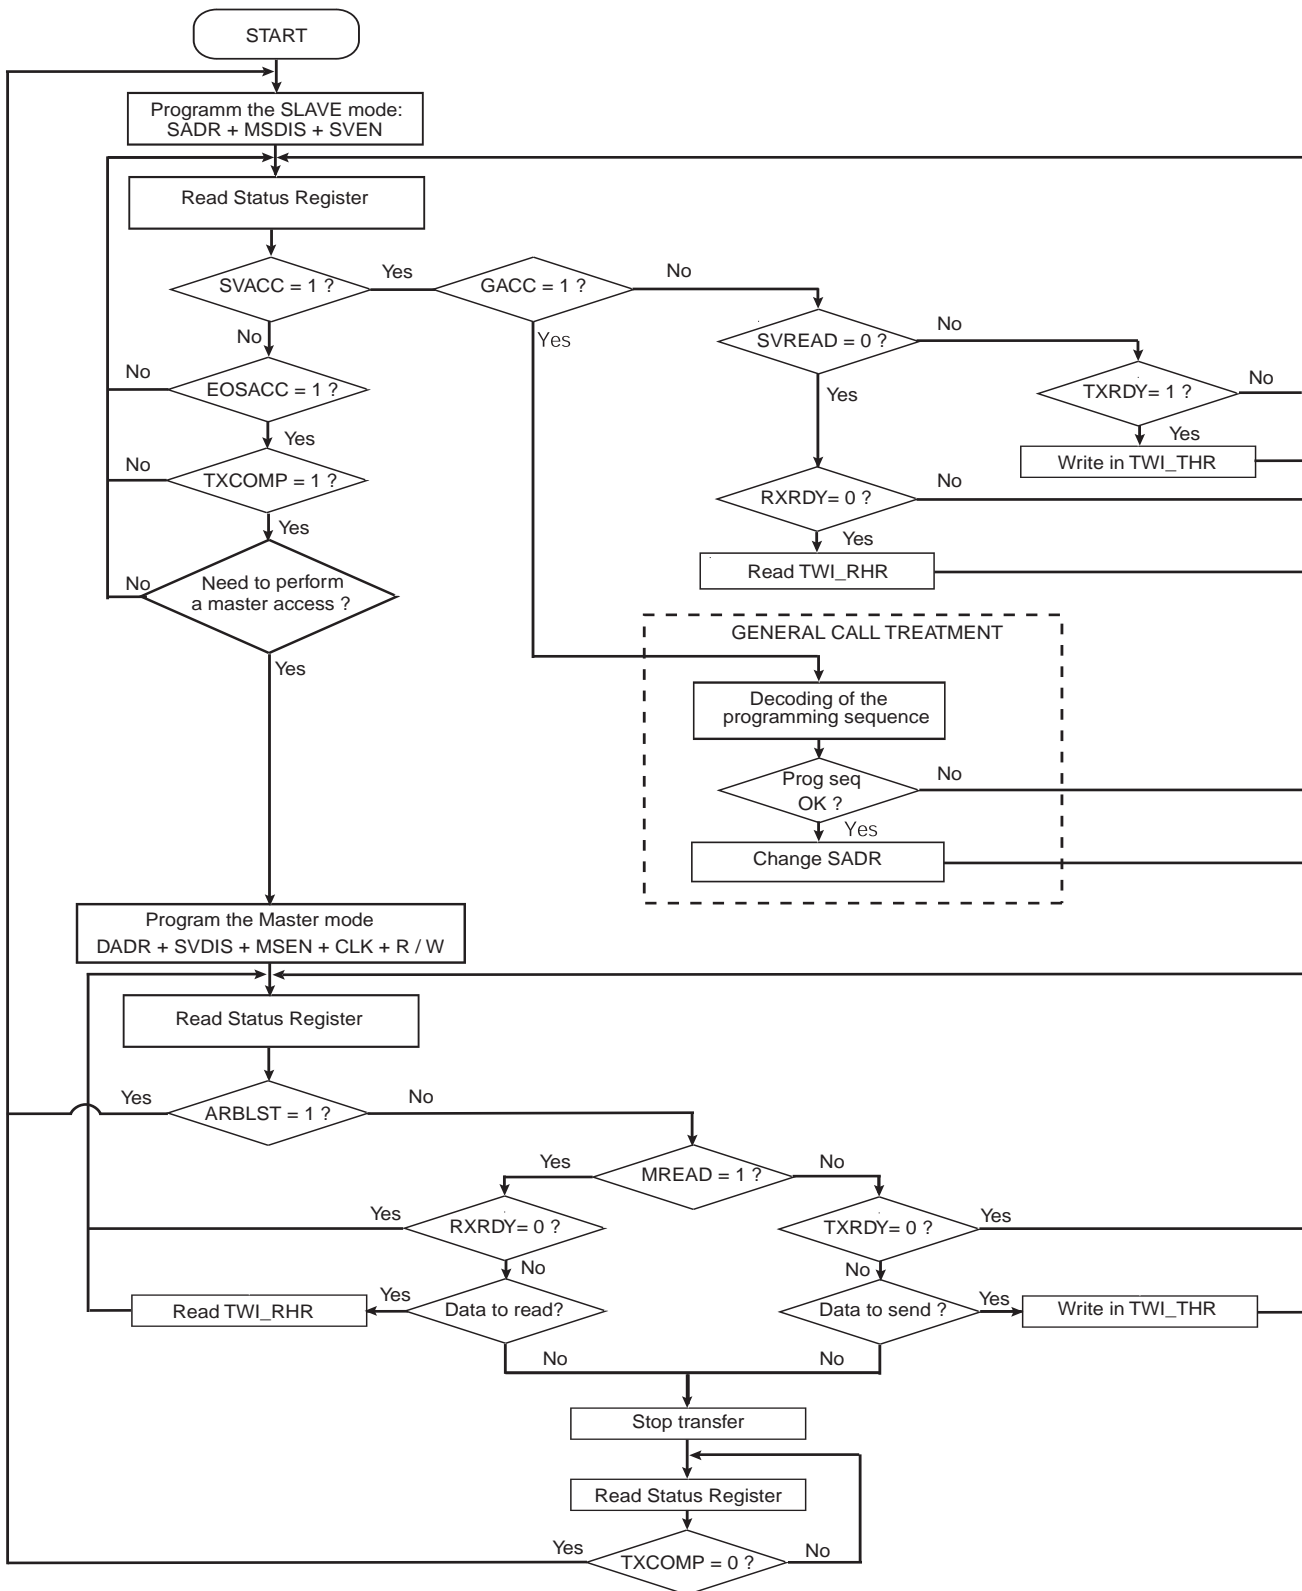 START
Programm the SLAVE mode:
SADR + MSDIS + SVEN
Read Status Register
SVACC = 1 ?
Yes
GACC = 1 ?
No
No
Yes
SVREAD = 0 ?
No
EOSACC = 1 ?
No
Yes
TXRDY= 1 ?
No
Yes
Yes
Write in TWI_THR
TXCOMP = 1 ?
No
RXRDY= 0 ?
No
Yes
Yes
Need to perform
a master access ?
No
Read TWI_RHR
Yes
GENERAL CALL TREATMENT
Decoding of the
programming sequence
Prog seq
OK ?
No
Yes
Change SADR
Program the Master mode
DADR + SVDIS + MSEN + CLK + R / W
Read Status Register
Yes
ARBLST = 1 ?
No
Yes
MREAD = 1 ?
No
Yes
RXRDY= 0 ?
TXRDY= 0 ?
Yes
No
No
Read TWI_RHR
Yes
Data to read?
Data to send ?
Yes
Write in TWI_THR
No
No
Stop transfer
Read Status Register
Yes
TXCOMP = 0 ?
No